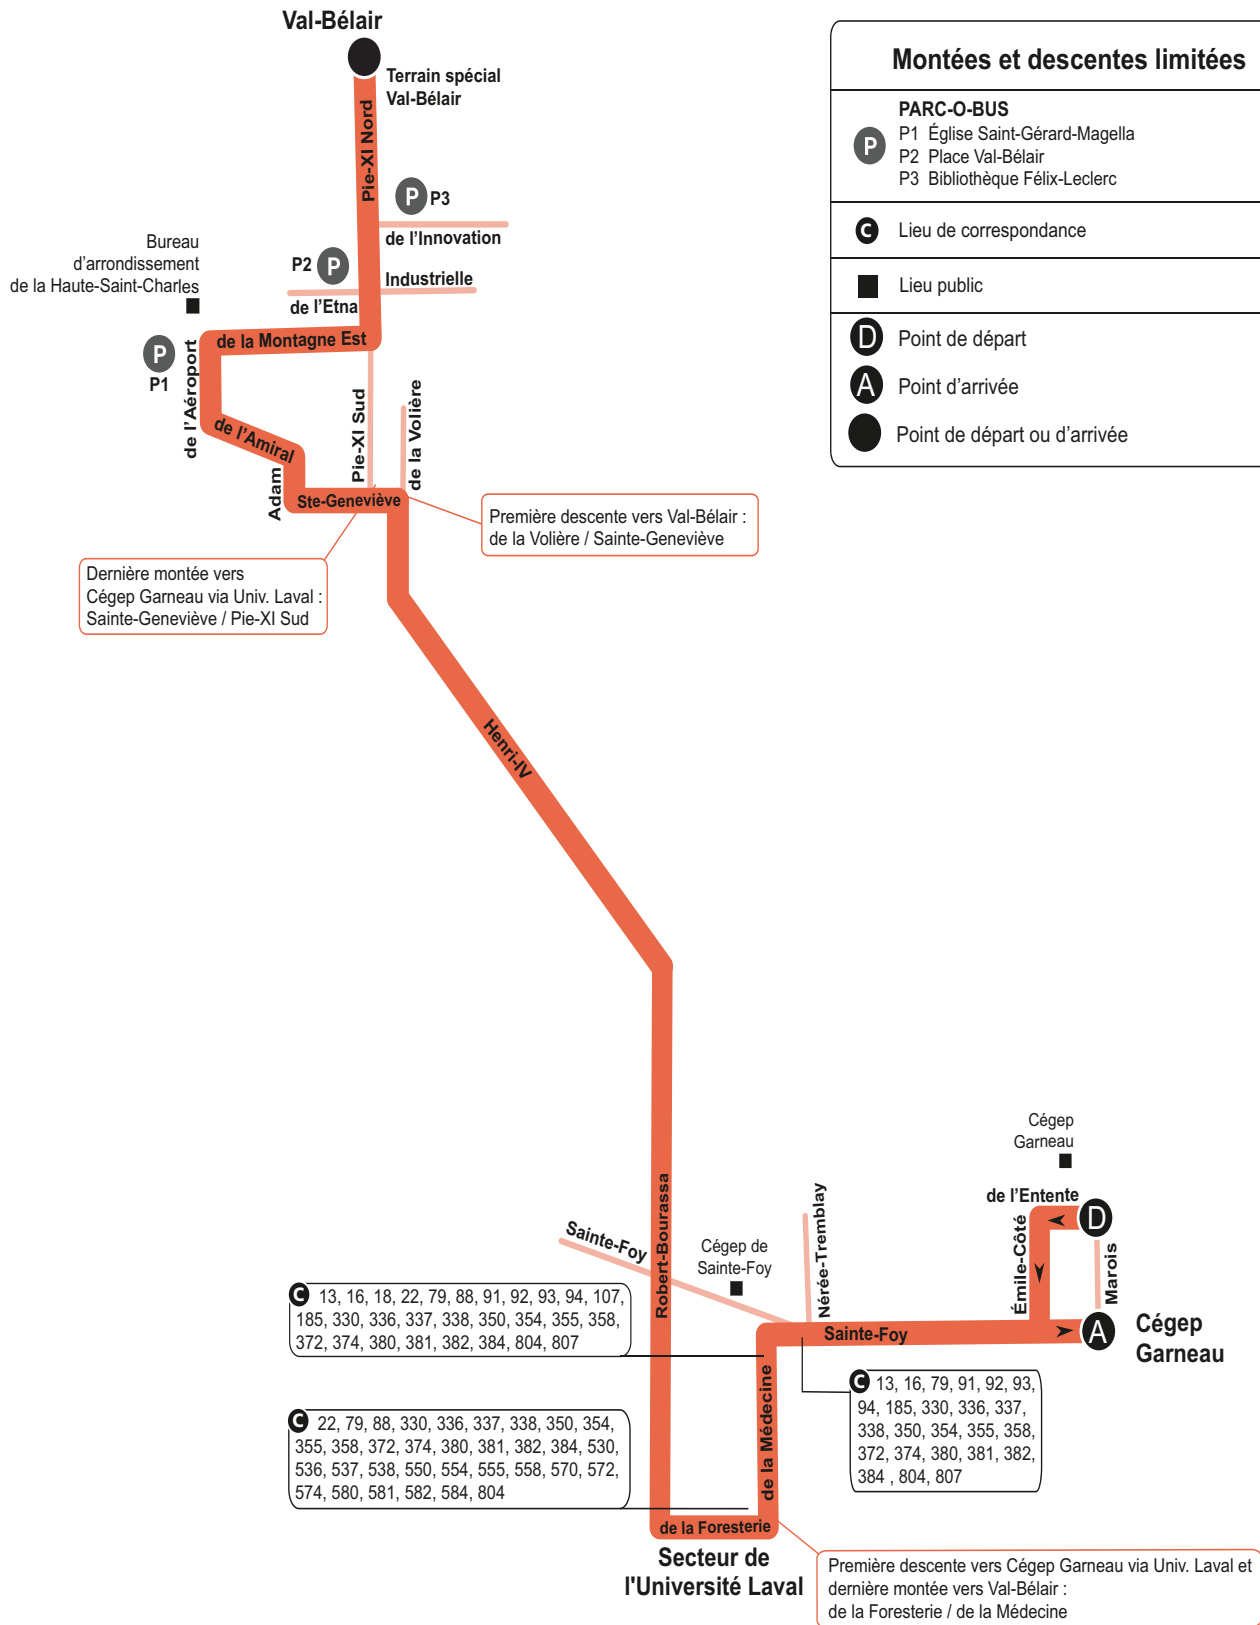 Val-Bélair
Terrain spécial
Val-Bélair
Pie-XI Nord
P P3
de l'Innovation
Bureau
d'arrondissement
de la Haute-Saint-Charles
P2 P
Industrielle
de l'Etna
de la Montagne Est
P
P1
de l'Aéroport
de l'Amiral
Adam
Pie-XI Sud
de la Volière
Ste-Geneviève
Première descente vers Val-Bélair :
de la Volière / Sainte-Geneviève
Dernière montée vers
Cégep Garneau via Univ. Laval :
Sainte-Geneviève / Pie-XI Sud
Montées et descentes limitées
PARC-O-BUS
P
P1 Église Saint-Gérard-Magella
P2 Place Val-Bélair
P3 Bibliothèque Félix-Leclerc
C Lieu de correspondance
Lieu public
D Point de départ
A Point d'arrivée
Point de départ ou d'arrivée
Henri-IV
Robert-Bourassa
Sainte-Foy
Cégep de
Sainte-Foy
Nérée-Tremblay
Cégep
Garneau
de l'Entente
D
Émile-Côté
Marois
Sainte-Foy
A
Cégep
Garneau
C 13, 16, 18, 22, 79, 88, 91, 92, 93, 94, 107,
185, 330, 336, 337, 338, 350, 354, 355, 358,
372, 374, 380, 381, 382, 384, 804, 807
C 22, 79, 88, 330, 336, 337, 338, 350, 354,
355, 358, 372, 374, 380, 381, 382, 384, 530,
536, 537, 538, 550, 554, 555, 558, 570, 572,
574, 580, 581, 582, 584, 804
C 13, 16, 79, 91, 92, 93,
94, 185, 330, 336, 337,
338, 350, 354, 355, 358,
372, 374, 380, 381, 382,
384 , 804, 807
de la Médecine
de la Foresterie
Secteur de
l'Université Laval
Première descente vers Cégep Garneau via Univ. Laval et
dernière montée vers Val-Bélair :
de la Foresterie / de la Médecine